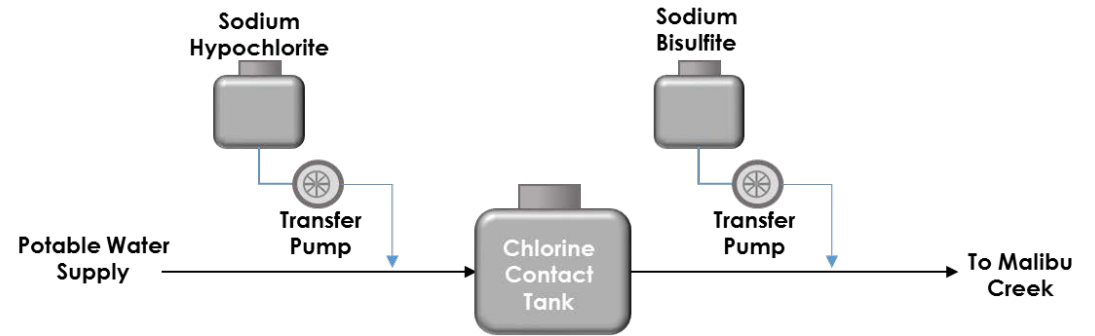 Sodium
Hypochlorite
Sodium
Bisulfite
Transfer
Pump
Transfer
Pump
Potable Water
Supply
Chlorine
Contact
Tank
To Malibu
Creek